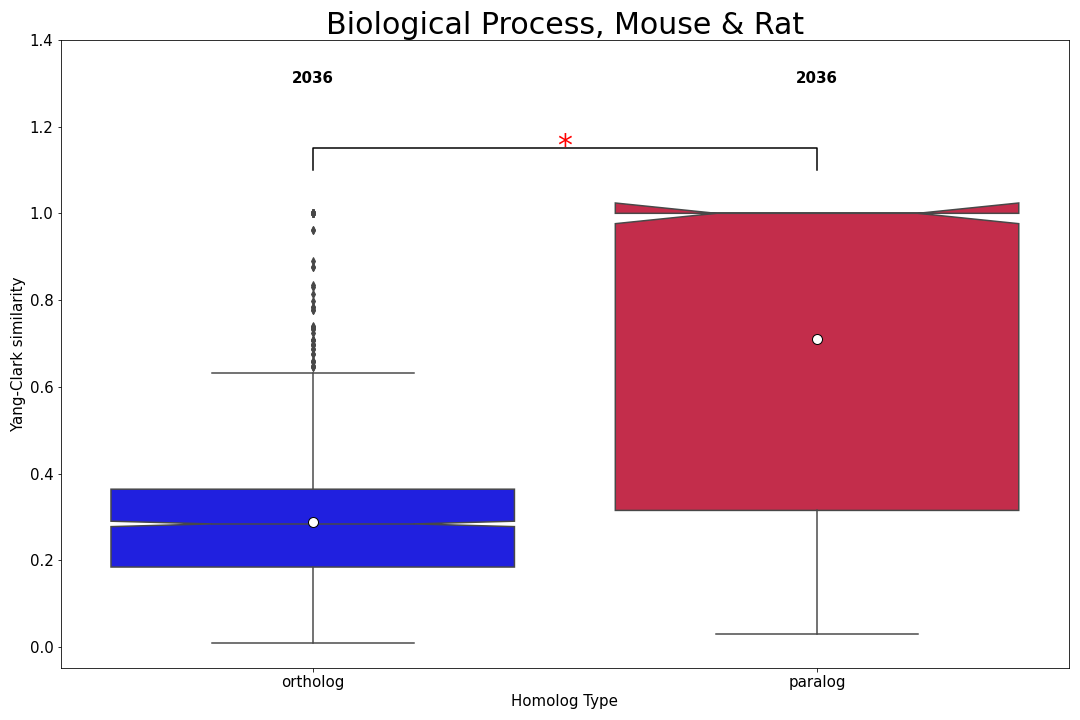 Biological Process, Mouse & Rat
1.4
1.2
1.0
0.8
0.6
0.4
0.2
0.0
Yang-Clark similarity
2036
2036
*
ortholog
paralog
Homolog Type